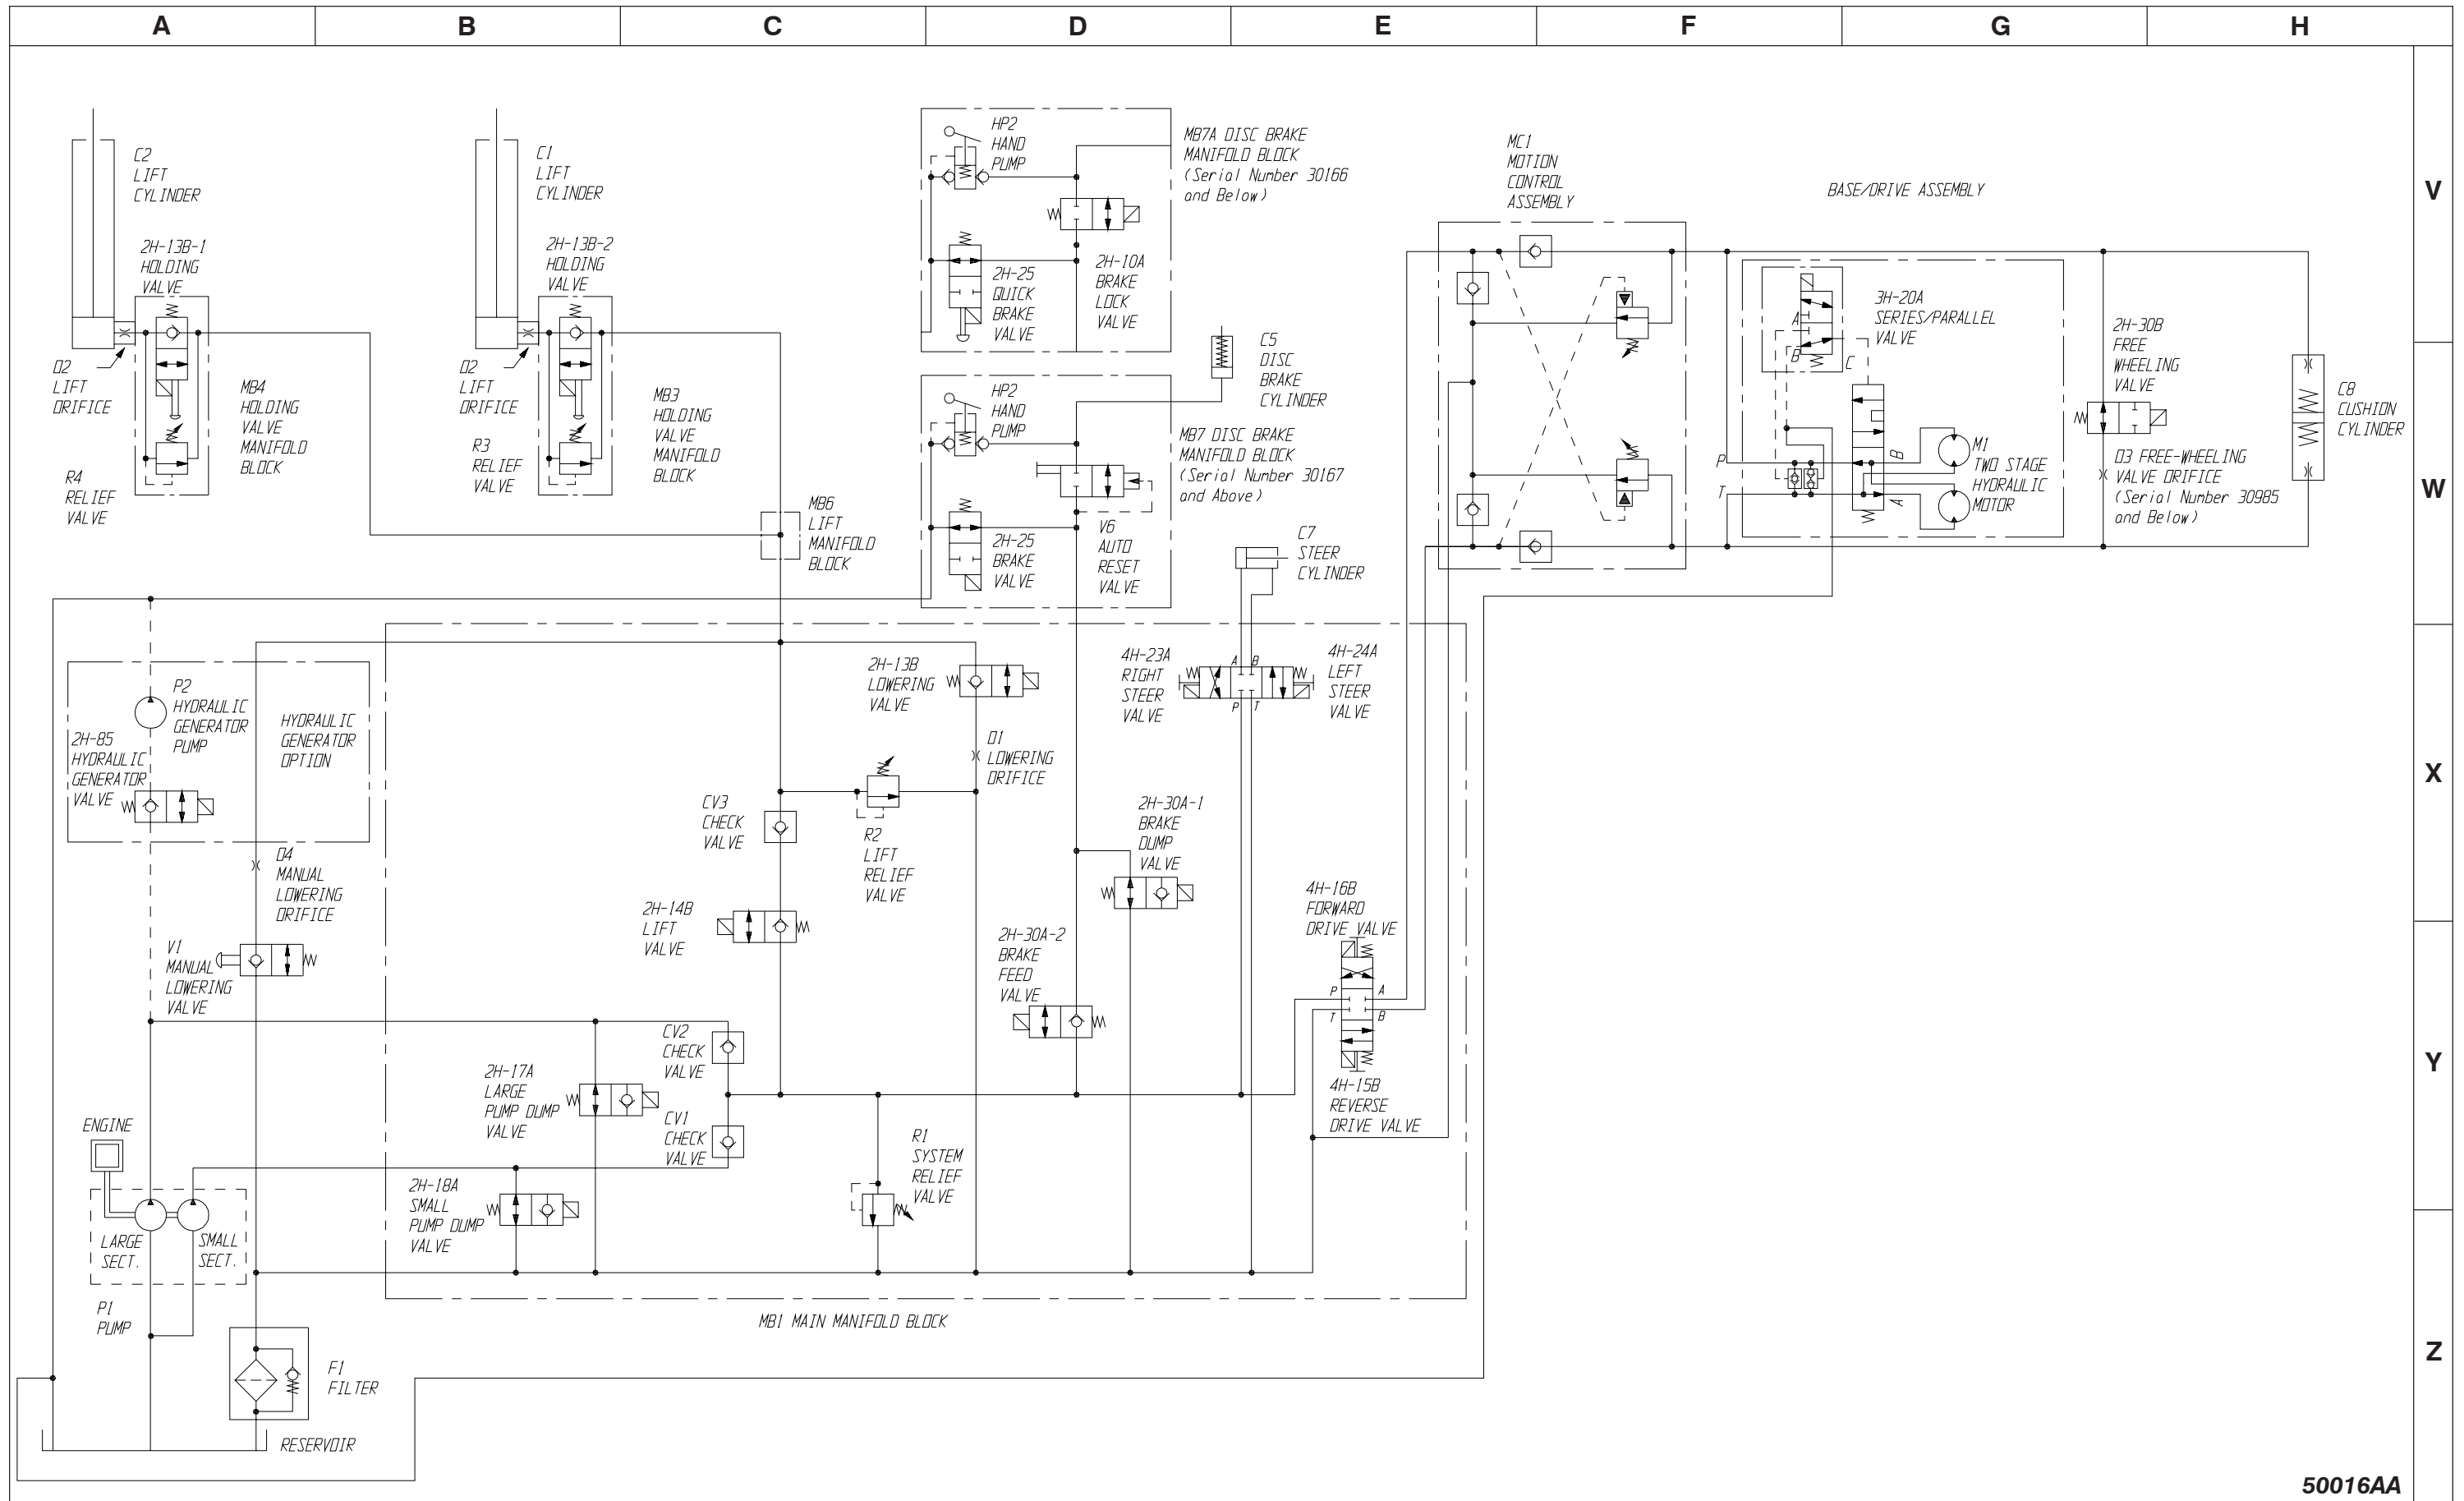 A
B
C
D
E
F
G
H
V
W
X
Y
Z
C2
LIFT
CYLINDER
2H-13B-1
HOLDING
VALVE
O2
LIFT
ORIFICE
MB4
HOLDING
VALVE
MANIFOLD
BLOCK
R4
RELIEF
VALVE
C1
LIFT
CYLINDER
2H-13B-2
HOLDING
VALVE
O2
LIFT
ORIFICE
R3
RELIEF
VALVE
MB3
HOLDING
VALVE
MANIFOLD
BLOCK
MB6
LIFT
MANIFOLD
BLOCK
HP2
HAND
PUMP
MB7A DISC BRAKE
MANIFOLD BLOCK
(Serial Number 30166
and Below)
2H-25
QUICK
BRAKE
VALVE
2H-10A
BRAKE
LOCK
VALVE
C5
DISC
BRAKE
CYLINDER
HP2
HAND
PUMP
MB7 DISC BRAKE
MANIFOLD BLOCK
(Serial Number 30167
and Above)
2H-25
BRAKE
VALVE
V6
AUTO
RESET
VALVE
C7
STEER
CYLINDER
MC1
MOTION
CONTROL
ASSEMBLY
BASE/DRIVE ASSEMBLY
A
B
C
3H-20A
SERIES/PARALLEL
VALVE
2H-30B
FREE
WHEELING
VALVE
C8
CUSHION
CYLINDER
P
T
B
A
M1
TWO STAGE
HYDRAULIC
MOTOR
O3 FREE-WHEELING
VALVE ORIFICE
(Serial Number 30985
and Below)
P2
HYDRAULIC
GENERATOR
PUMP
2H-85
HYDRAULIC
GENERATOR
VALVE
HYDRAULIC
GENERATOR
OPTION
O4
MANUAL
LOWERING
ORIFICE
V1
MANUAL
LOWERING
VALVE
2H-13B
LOWERING
VALVE
O1
LOWERING
ORIFICE
CV3
CHECK
VALVE
R2
LIFT
RELIEF
VALVE
2H-14B
LIFT
VALVE
4H-23A
RIGHT
STEER
VALVE
A B
P T
4H-24A
LEFT
STEER
VALVE
2H-30A-1
BRAKE
DUMP
VALVE
2H-30A-2
BRAKE
FEED
VALVE
4H-16B
FORWARD
DRIVE VALVE
P A
T B
4H-15B
REVERSE
DRIVE VALVE
CV2
CHECK
VALVE
2H-17A
LARGE
PUMP DUMP
VALVE
CV1
CHECK
VALVE
R1
SYSTEM
RELIEF
VALVE
2H-18A
SMALL
PUMP DUMP
VALVE
ENGINE
LARGE
SECT.
SMALL
SECT.
P1
PUMP
MB1 MAIN MANIFOLD BLOCK
F1
FILTER
RESERVOIR
50016AA